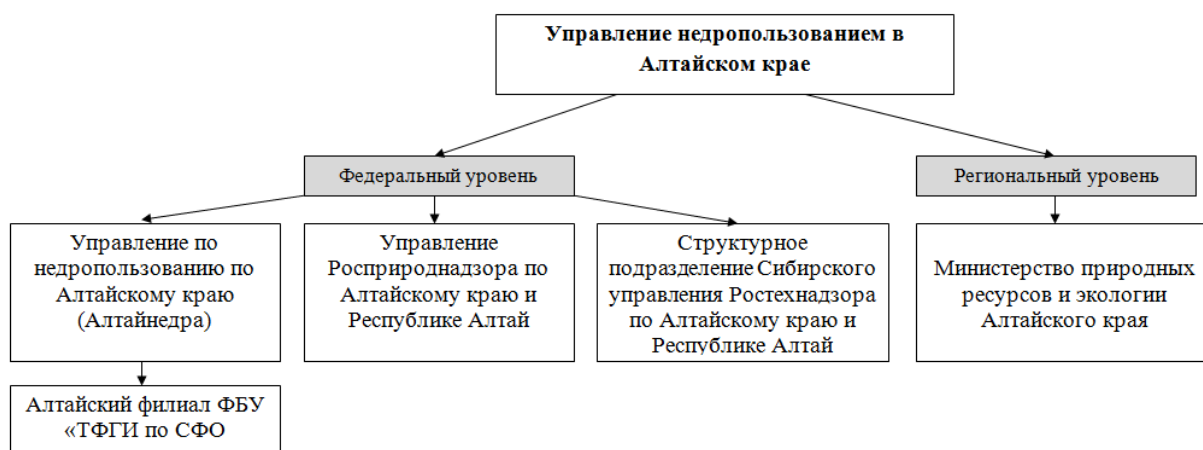 Управление недропользованием в
Алтайском крае
Федеральный уровень
Региональный уровень
Управление по
недропользованию по
Алтайскому краю
(Алтайнедра)
Управление
Росприроднадзора по
Алтайскому краю и
Республике Алтай
Структурное
подразделение Сибирского
управления Ростехнадзора
по Алтайскому краю и
Республике Алтай
Министерство природных
ресурсов и экологии
Алтайского края
Алтайский филиал ФБУ
«ТФГИ по СФО